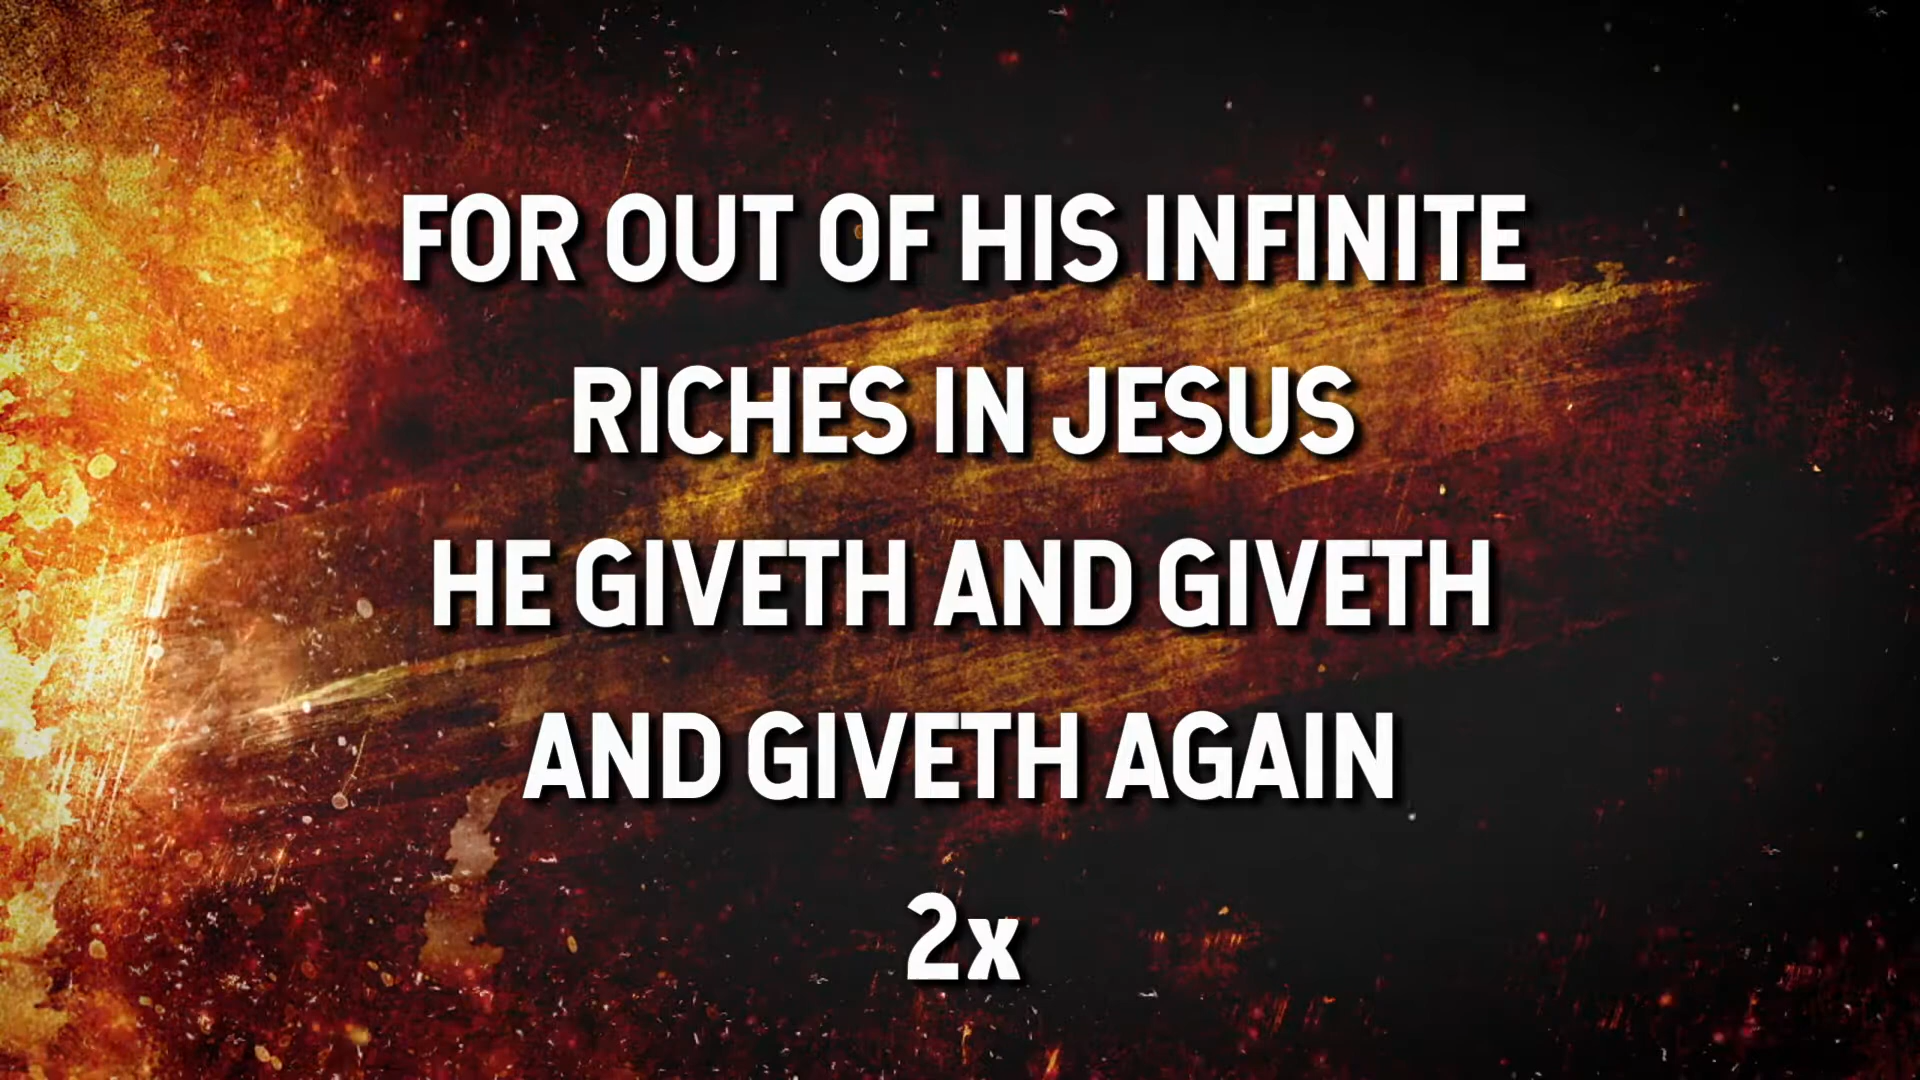 FOR OUT OF HIS INFINITE
RICHES IN JESUS
HE GIVETH AND GIVETH
AND GIVETH AGAIN
2x